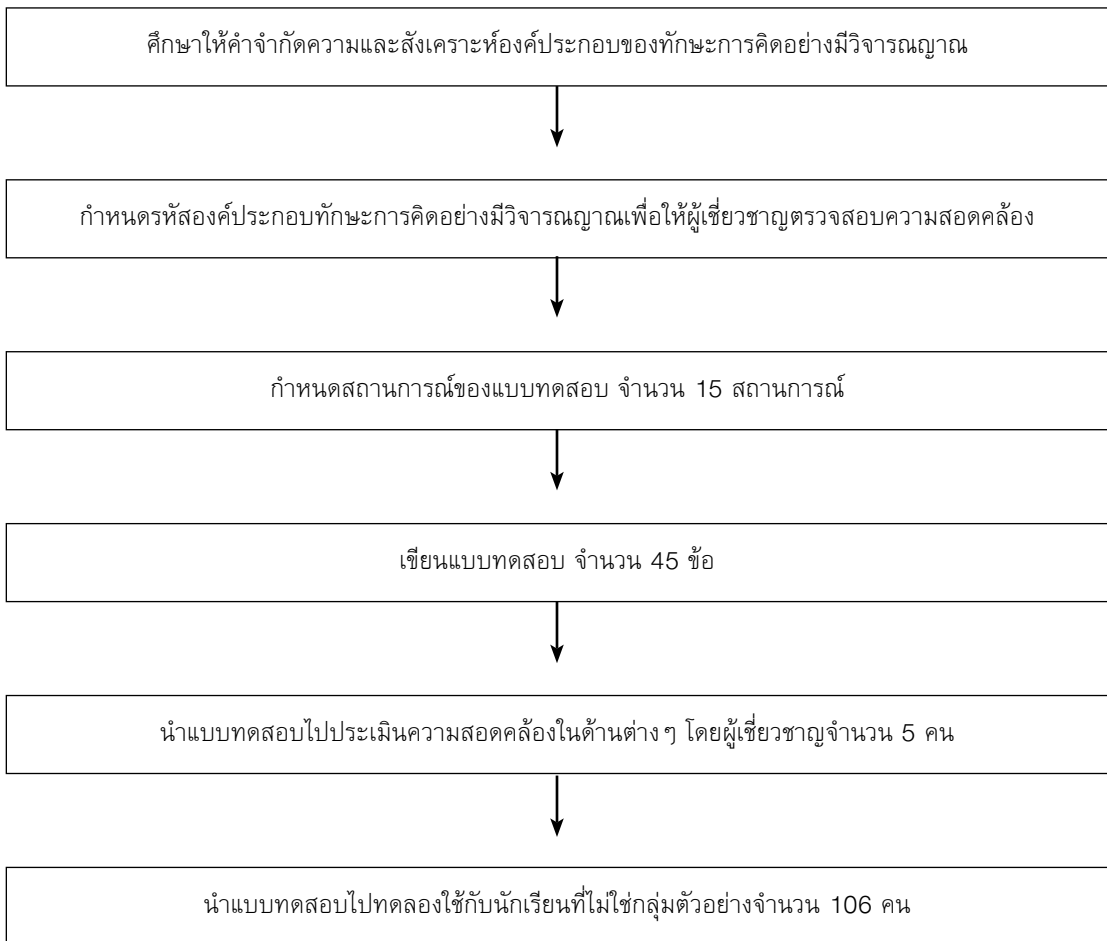 ศึกษาให้คำจำกัดความและสังเคราะห์องค์ประกอบของทักษะการคิดอย่างมีวิจารณญาณ
กำหนดรหัสองค์ประกอบทักษะการคิดอย่างมีวิจารณญาณเพื่อให้ผู้เชี่ยวชาญตรวจสอบความสอดคล้อง
กำหนดสถานการณ์ของแบบทดสอบ จำนวน 15 สถานการณ์
เขียนแบบทดสอบ จำนวน 45 ข้อ
นำแบบทดสอบไปประเมินความสอดคล้องในด้านต่างๆ โดยผู้เชี่ยวชาญจำนวน 5 คน
นำแบบทดสอบไปทดลองใช้กับนักเรียนที่ไม่ใช่กลุ่มตัวอย่างจำนวน 106 คน